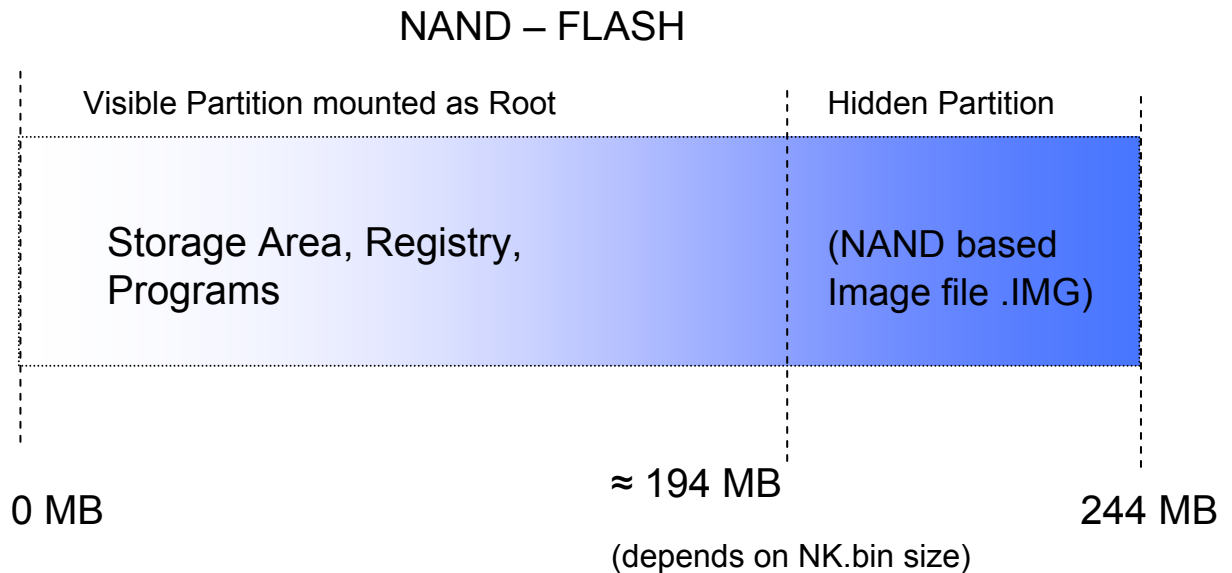 NAND – FLASH
Visible Partition mounted as Root
Hidden Partition
Storage Area, Registry,
Programs
(NAND based
Image file .IMG)
0 MB
≈ 194 MB
244 MB
(depends on NK.bin size)